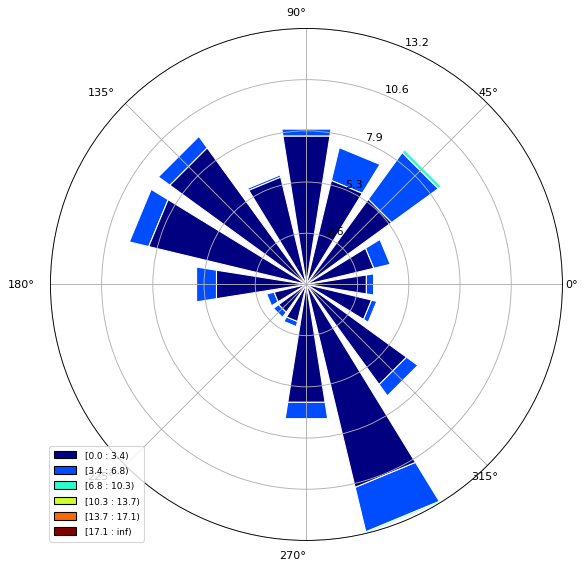 90°
13.2
10.6
135°
45°
7.9
5.3
2.6
180°
0°
[0.0 : 3.4)
[3.4 : 6.8)
225°
315°
[6.8 : 10.3)
[10.3 : 13.7)
[13.7 : 17.1)
[17.1 : inf)
270°